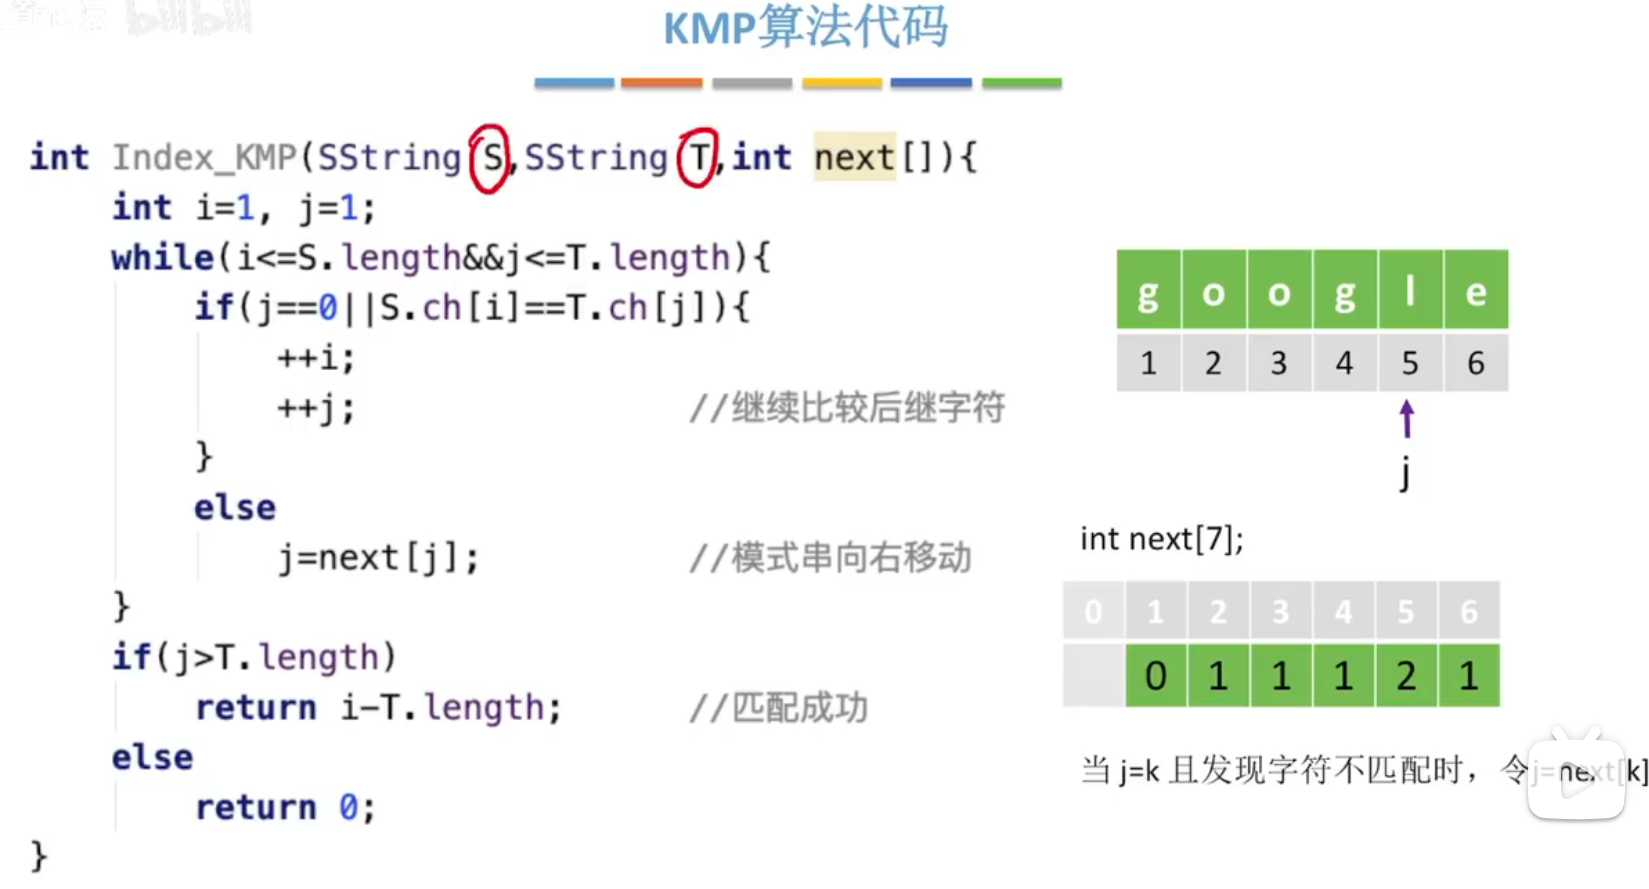 bilibili
KMP算法代码
int Index_KMP(SString S,SString T,int next[]){
int i=1, j=1;
while(i<=S.length&&j<=T.length){
if(j==0||S.ch[i]==T.ch[j]){
++i;
++j; //继续比较后继字符
}
else
j=next[j]; //模式串向右移动
}
if(j>T.length)
return i-T.length; //匹配成功
else
return 0;
}
g o o g l e
1 2 3 4 5 6
j
int next[7];
0 1 2 3 4 5 6
0 1 1 1 2 1
当 j=k 且发现字符不匹配时，令 j=next[k]